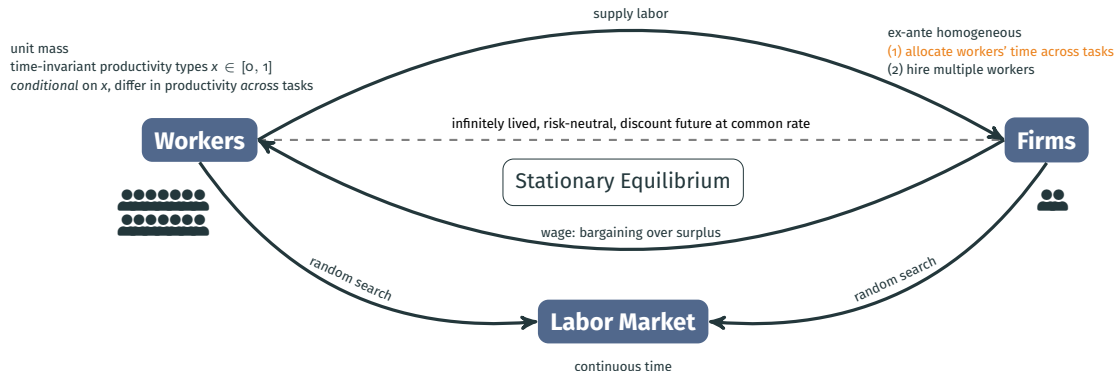 supply labor
unit mass
time-invariant productivity types x ∈ [0, 1]
conditional on x, differ in productivity across tasks
ex-ante homogeneous
(1) allocate workers' time across tasks
(2) hire multiple workers
Workers
infinitely lived, risk-neutral, discount future at common rate
Firms
Stationary Equilibrium
wage: bargaining over surplus
random search
random search
Labor Market
continuous time